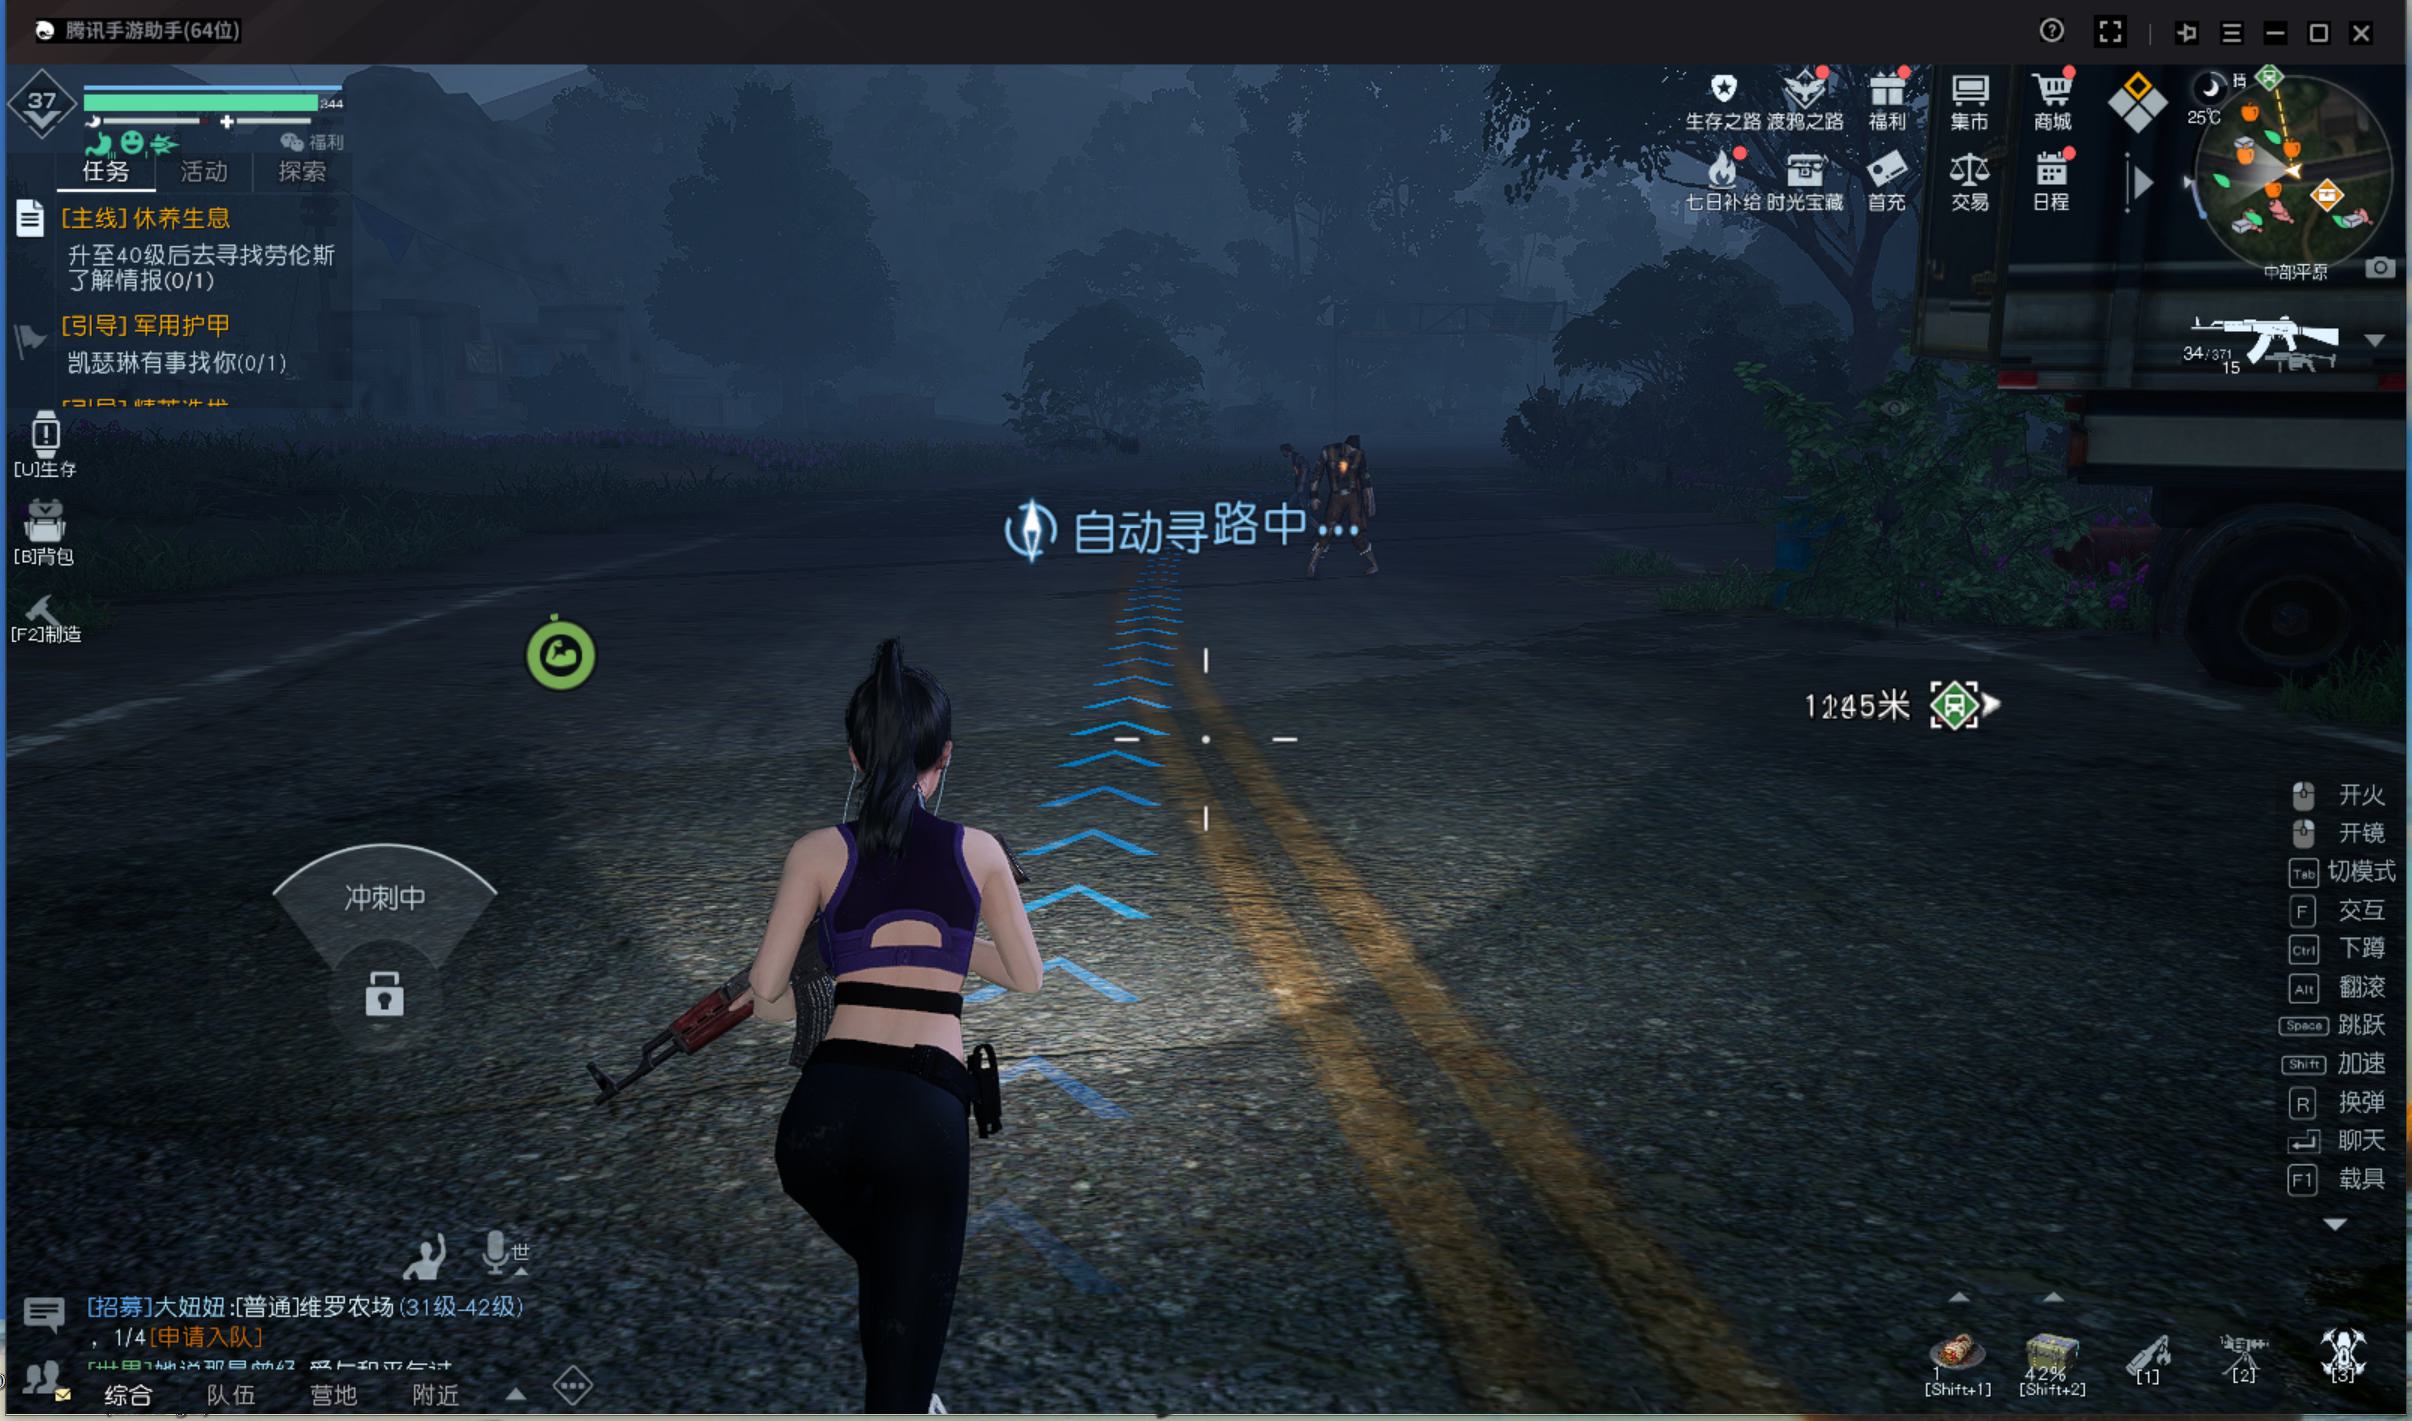 腾讯手游助手(64位)
37
344
福利
任务
活动
探索
[主线]休养生息
升至40级后去寻找劳伦斯
了解情报(0/1)
[引导]军用护甲
凯瑟琳有事找你(0/1)
[U]生存
[B]背包
[F2]制造
生存之路
渡鸦之路
福利
集市
商城
七日补给
时光宝藏
首充
交易
日程
晴
25℃
中部平原
34/371
15
自动寻路中...
冲刺中
开火
开镜
Tab 切模式
F 交互
Ctrl 下蹲
Alt 翻滚
Space 跳跃
Shift 加速
R 换弹
聊天
F1 载具
世
[招募]大妞妞:[普通]维罗农场(31级-42级)
，1/4[申请入队]
综合
队伍
营地
附近
1
[Shift+1]
42%
[Shift+2]
[1]
[2]
[3]